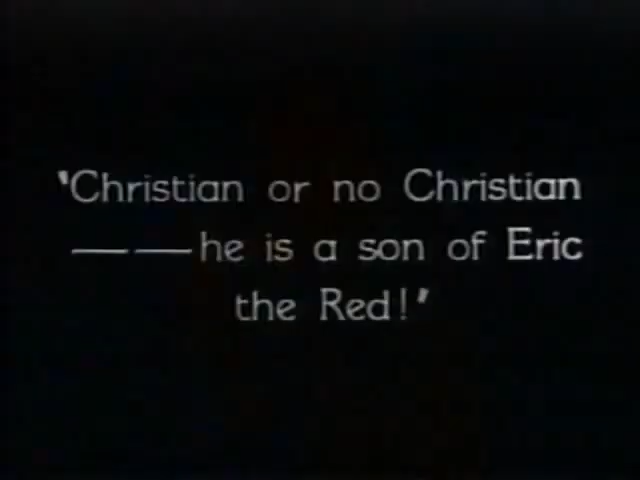 "Christian or no Christian
— — he is a son of Eric
the Red!"